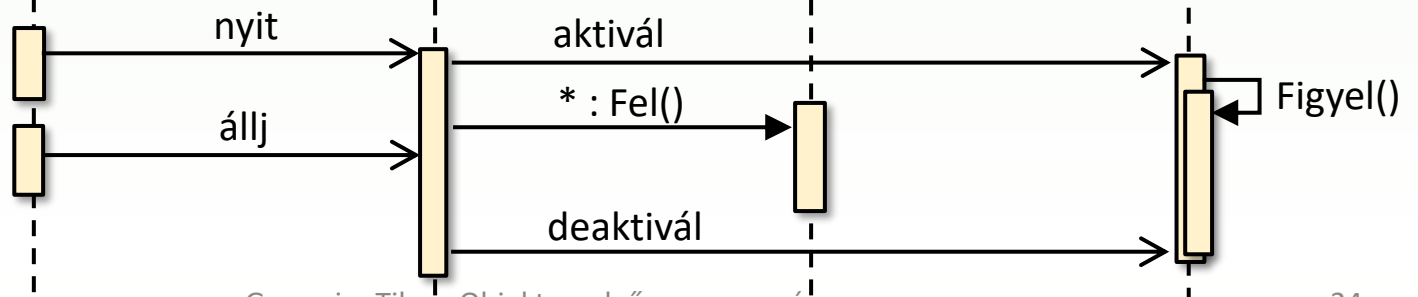 nyit
aktivál
* : Fel()
Figyel()
állj
deaktivál